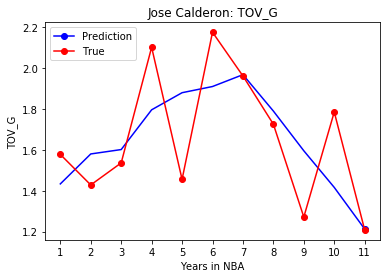 Jose Calderon: TOV_G
Prediction
True
2.2
2.0
1.8
1.6
1.4
1.2
TOV_G
1 2 3 4 5 6 7 8 9 10 11
Years in NBA